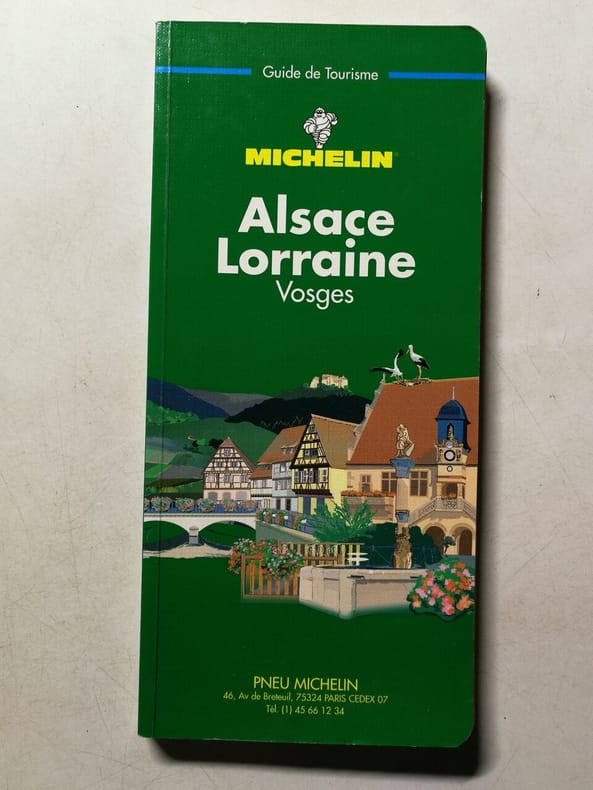 Guide de Tourisme
MICHELIN
Alsace
Lorraine
Vosges
PNEU MICHELIN
46, Av de Breteuil, 75324 PARIS CEDEX 07
Tél. (1) 45 66 12 34